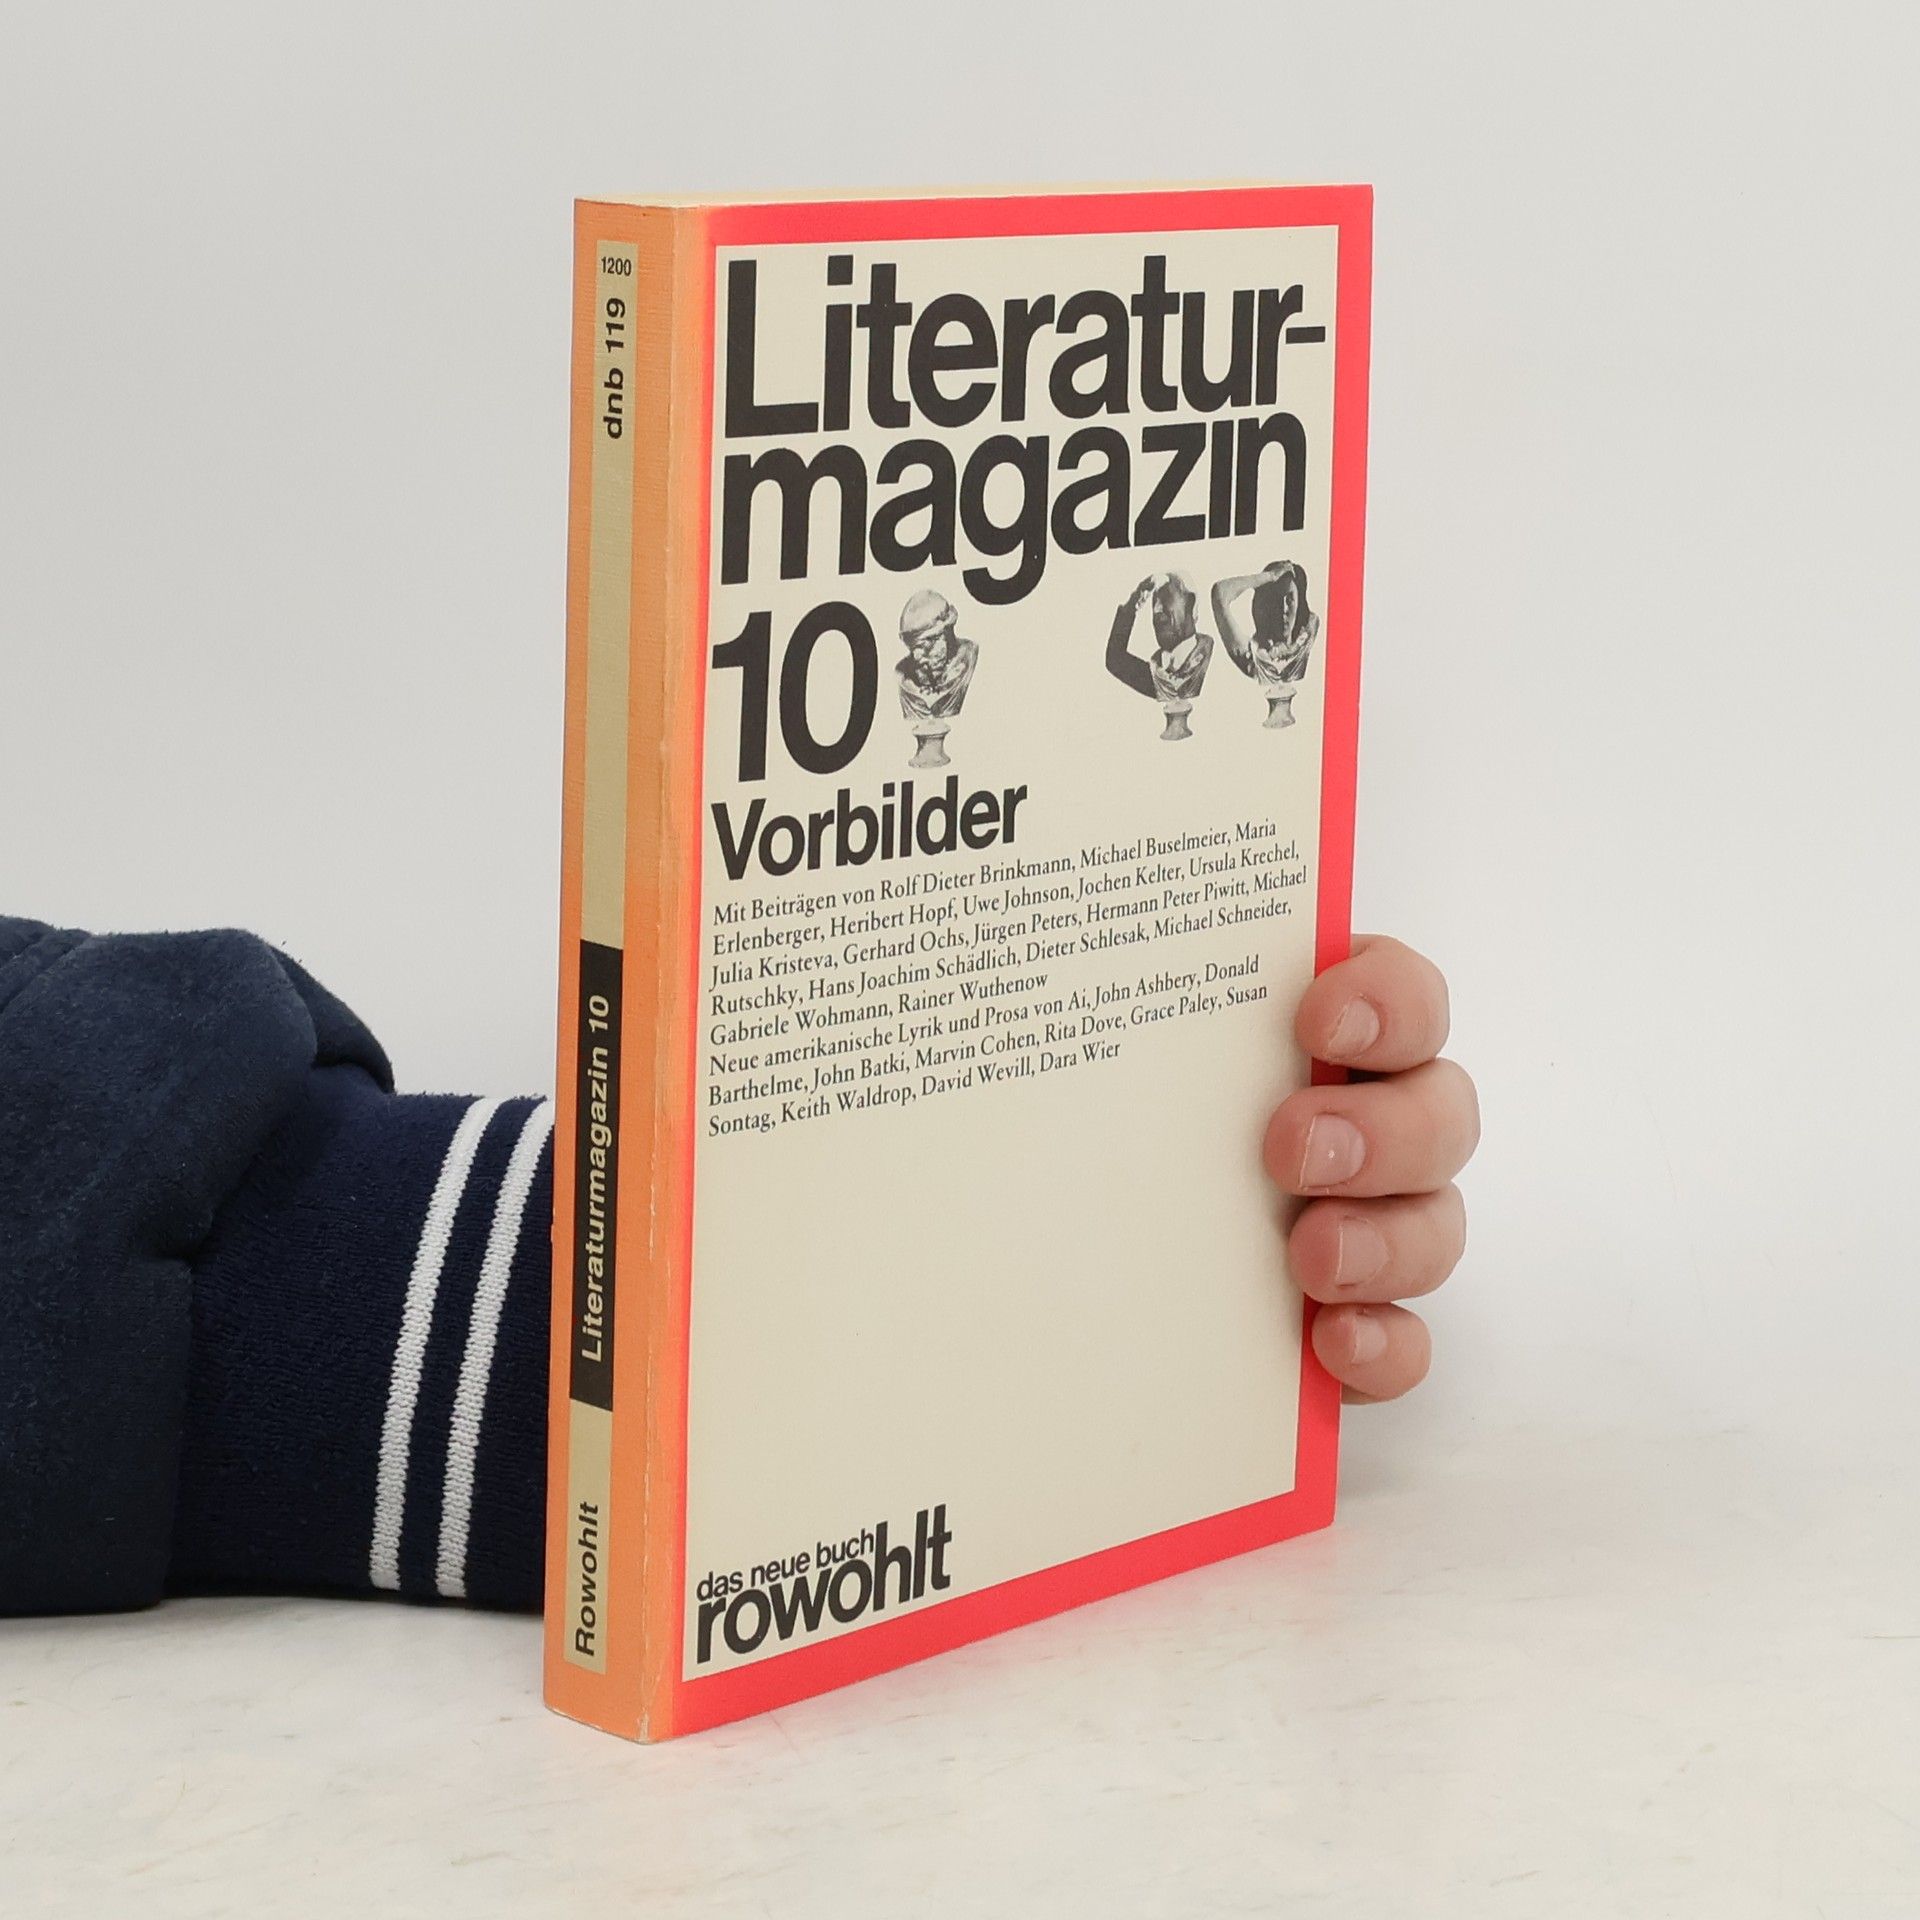 1200
dnb 119
Literaturmagazin 10
Rowohlt
Literatur-
magazin
10
Vorbilder
Mit Beiträgen von Rolf Dieter Brinkmann, Michael Buselmeier, Maria
Erlenberger, Heribert Hopf, Uwe Johnson, Jochen Kelter, Ursula Krechel,
Julia Kristeva, Gerhard Ochs, Jürgen Peters, Hermann Peter Piwitt, Michael
Rutschky, Hans Joachim Schädlich, Dieter Schlesak, Michael Schneider,
Gabriele Wohmann, Rainer Wuthenow
Neue amerikanische Lyrik und Prosa von Ai, John Ashbery, Donald
Barthelme, John Batki, Marvin Cohen, Rita Dove, Grace Paley, Susan
Sontag, Keith Waldrop, David Wevill, Dara Wier
das neue buch
rowohlt